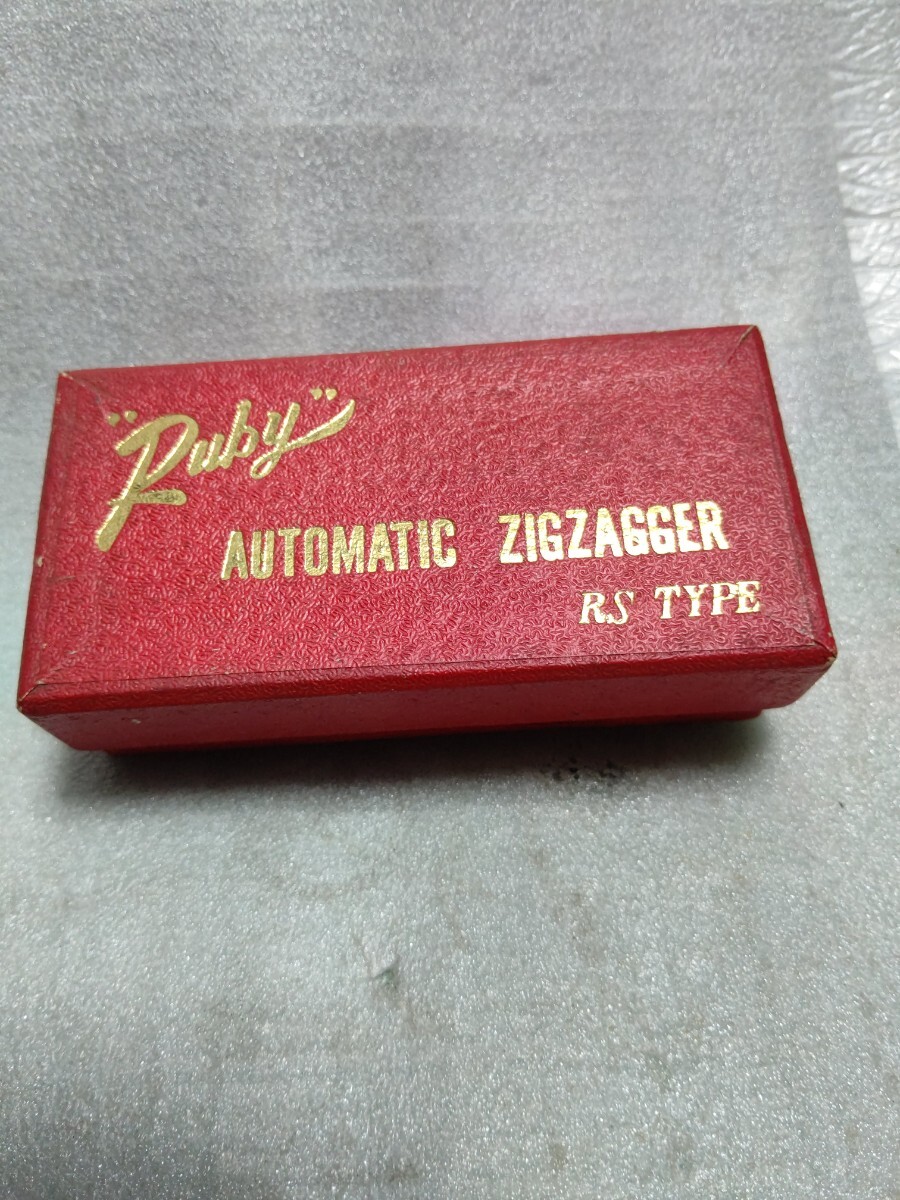 "Ruby"
AUTOMATIC ZIGZAGGER
RS TYPE